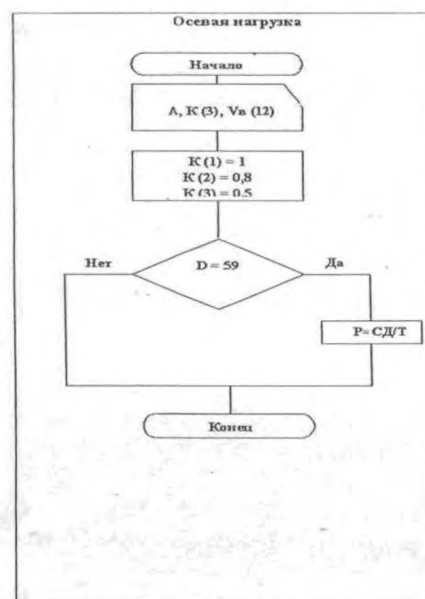 Осевая нагрузка
Начало
А, К (3), Vв (12)
К (1) = 1
К (2) = 0,8
К (3) = 0,5
Нет
D = 59
Да
Р= СД/Т
Конец